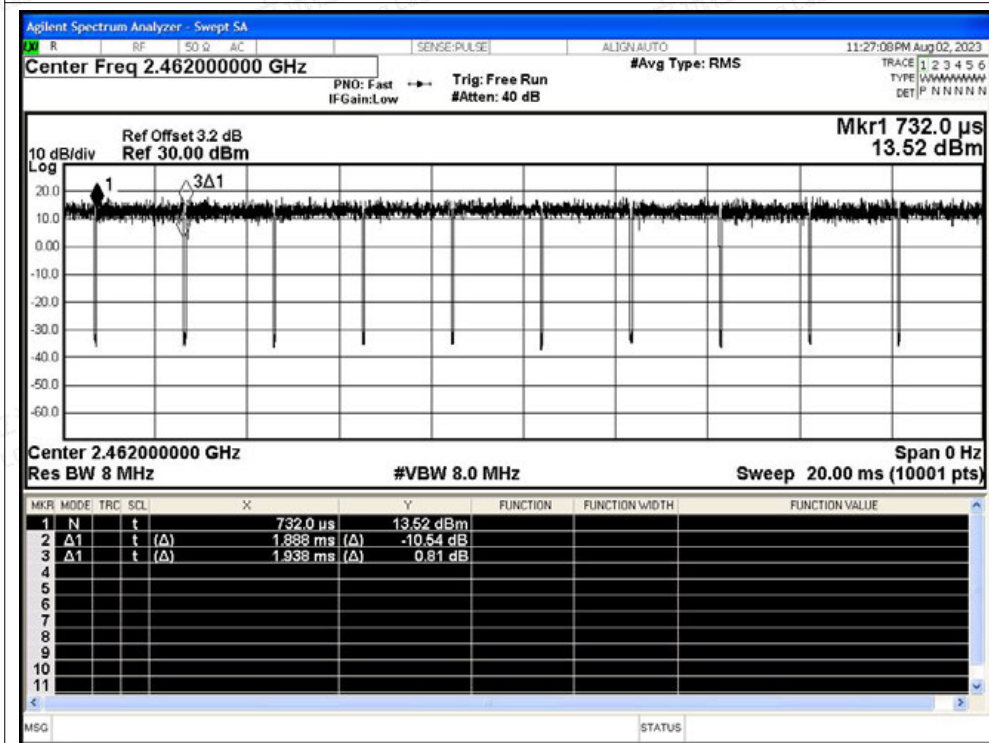 Agilent Spectrum Analyzer - Swept SA
LXI R RF 50 Ω AC SENSE:PULSE ALIGN AUTO 11:27:08 PM Aug 02, 2023
Center Freq 2.462000000 GHz #Avg Type: RMS TRACE 1 2 3 4 5 6
PNO: Fast Trig: Free Run TYPE WWWWWW
IFGain:Low #Atten: 40 dB DET P N N N N N
Mkr1 732.0 µs
Ref Offset 3.2 dB
10 dB/div Ref 30.00 dBm 13.52 dBm
Log
1 3Δ1
20.0
10.0
0.00
-10.0
-20.0
-30.0
-40.0
-50.0
-60.0
Center 2.462000000 GHz Span 0 Hz
Res BW 8 MHz #VBW 8.0 MHz Sweep 20.00 ms (10001 pts)
MKR MODE TRC SCL X Y FUNCTION FUNCTION WIDTH FUNCTION VALUE
1 N t 732.0 µs 13.52 dBm
2 Δ1 t (Δ) 1.888 ms (Δ) -10.54 dB
3 Δ1 t (Δ) 1.938 ms (Δ) 0.81 dB
4
5
6
7
8
9
10
11
MSG STATUS